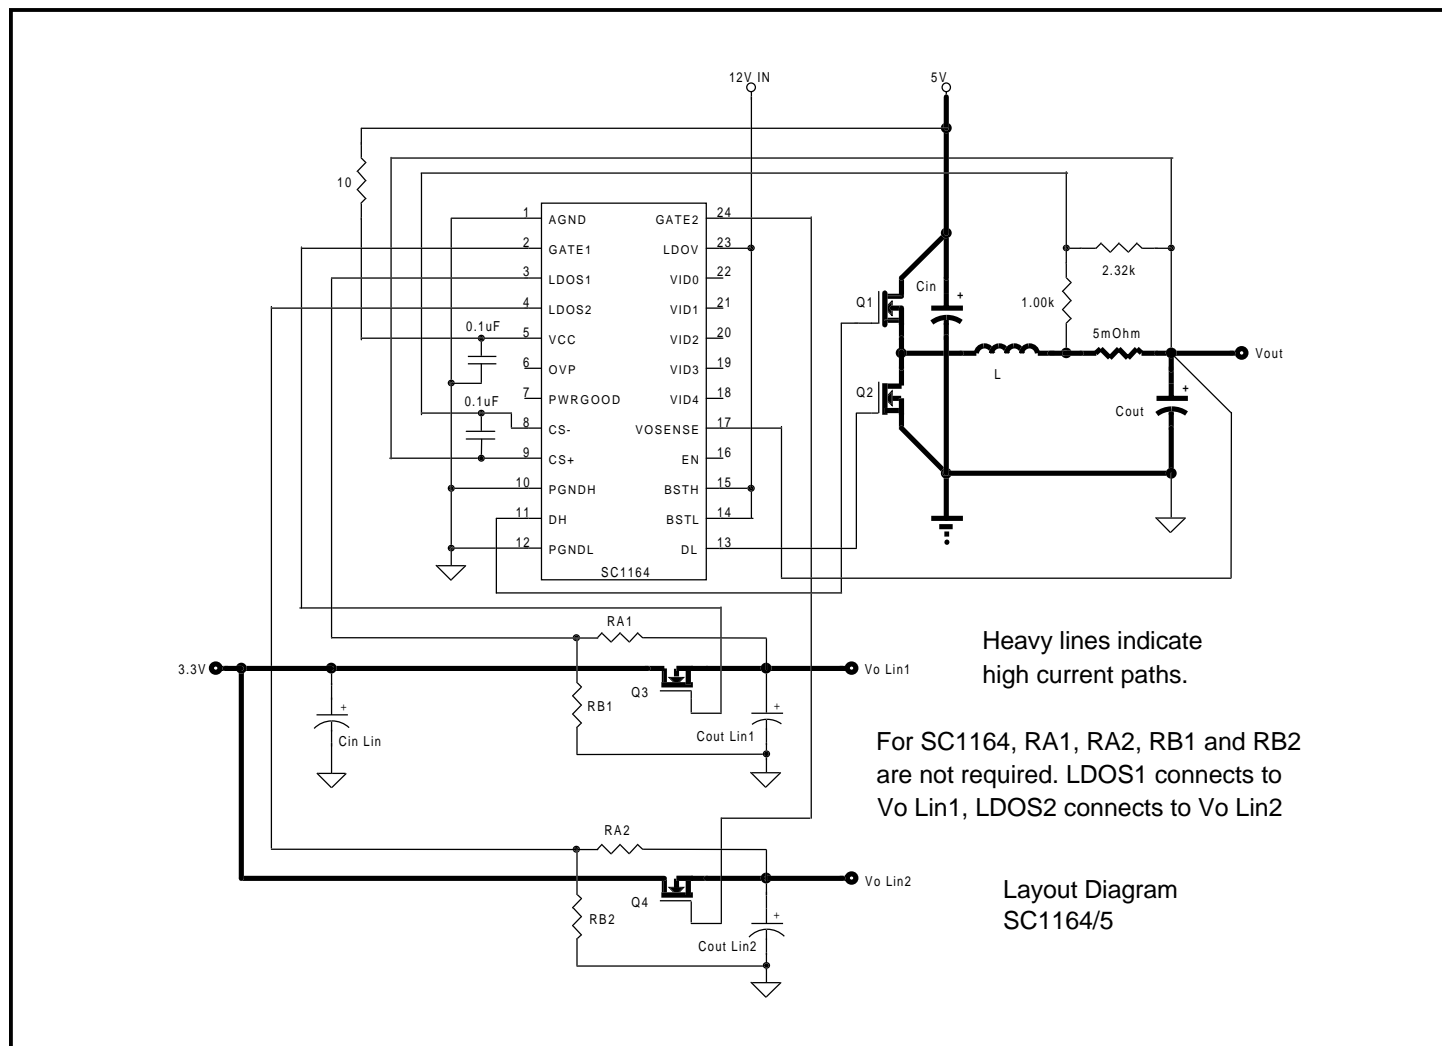 12V IN
5V
10
1 AGND GATE2 24
2 GATE1 LDOV 23
3 LDOS1 VID0 22
4 LDOS2 VID1 21
0.1uF
5 VCC VID2 20
6 OVP VID3 19
7 PWRGOOD VID4 18
0.1uF
8 CS- VOSENSE 17
9 CS+ EN 16
10 PGNDH BSTH 15
11 DH BSTL 14
12 PGNDL DL 13
SC1164
Q1
Cin
+
2.32k
1.00k
5mOhm
Vout
L
Q2
+
Cout
RA1
3.3V
Vo Lin1
Q3
RB1
+
Cin Lin
+
Cout Lin1
RA2
Vo Lin2
Q4
RB2
+
Cout Lin2
Heavy lines indicate
high current paths.
For SC1164, RA1, RA2, RB1 and RB2
are not required. LDOS1 connects to
Vo Lin1, LDOS2 connects to Vo Lin2
Layout Diagram
SC1164/5